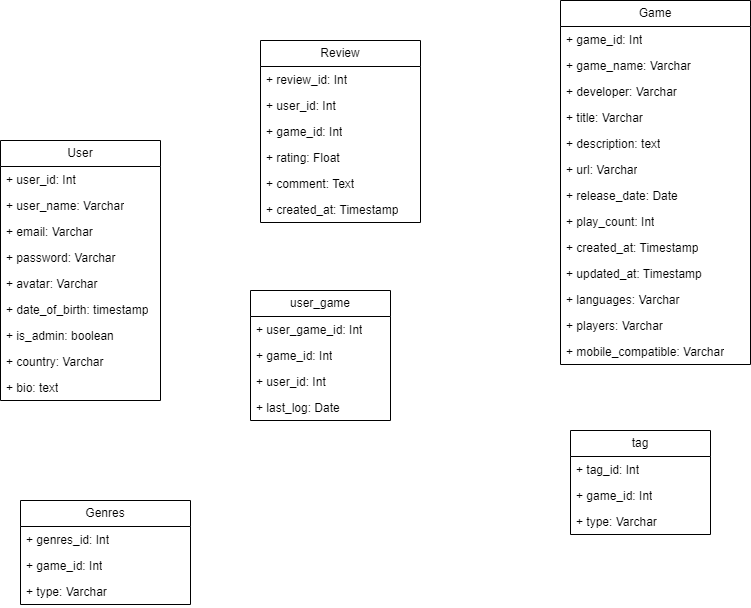 User
+ user_id: Int
+ user_name: Varchar
+ email: Varchar
+ password: Varchar
+ avatar: Varchar
+ date_of_birth: timestamp
+ is_admin: boolean
+ country: Varchar
+ bio: text
Review
+ review_id: Int
+ user_id: Int
+ game_id: Int
+ rating: Float
+ comment: Text
+ created_at: Timestamp
Game
+ game_id: Int
+ game_name: Varchar
+ developer: Varchar
+ title: Varchar
+ description: text
+ url: Varchar
+ release_date: Date
+ play_count: Int
+ created_at: Timestamp
+ updated_at: Timestamp
+ languages: Varchar
+ players: Varchar
+ mobile_compatible: Varchar
user_game
+ user_game_id: Int
+ game_id: Int
+ user_id: Int
+ last_log: Date
tag
+ tag_id: Int
+ game_id: Int
+ type: Varchar
Genres
+ genres_id: Int
+ game_id: Int
+ type: Varchar